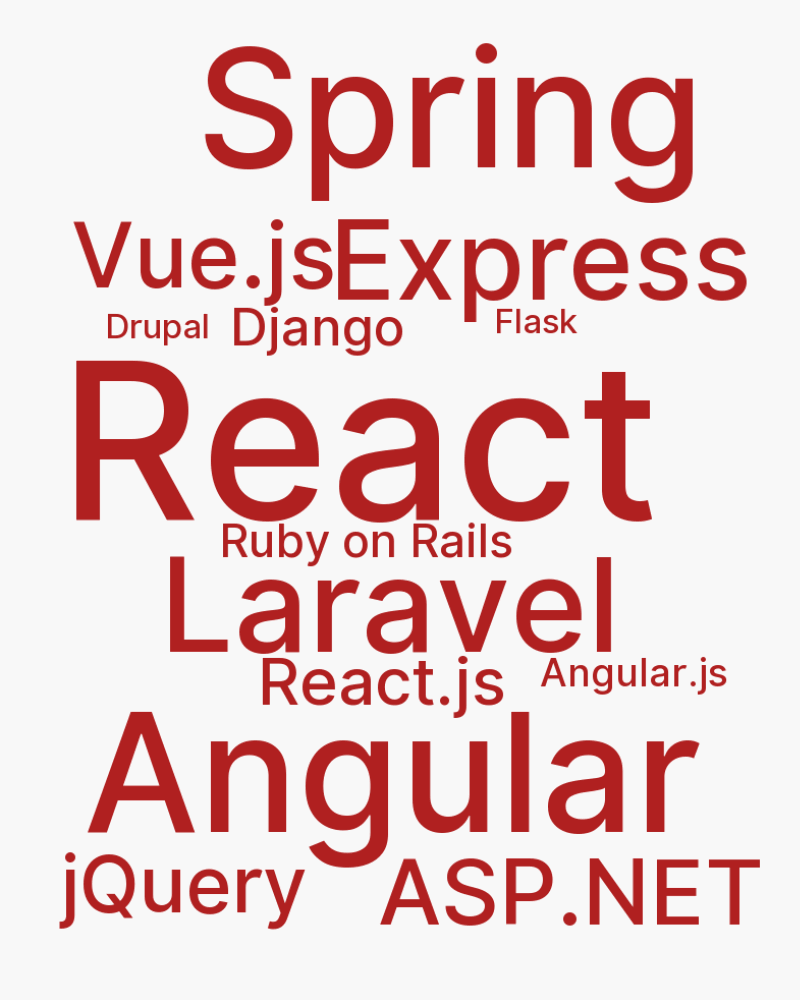 Spring
Vue.js Express
Drupal Django Flask
React
Ruby on Rails
Laravel
React.js Angular.js
Angular
jQuery ASP.NET